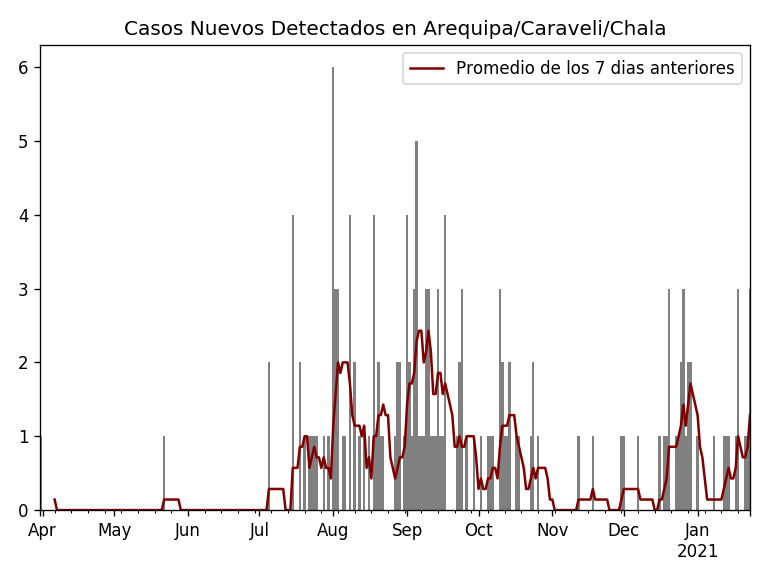 Casos Nuevos Detectados en Arequipa/Caraveli/Chala
Promedio de los 7 dias anteriores
6
5
4
3
2
1
0
Apr May Jun Jul Aug Sep Oct Nov Dec Jan
2021